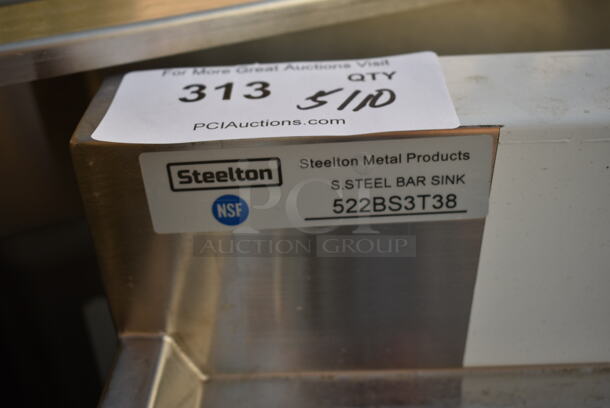 For More Great Auctions Visit
313
QTY
5/10
PCIAuctions.com
Steelton
Steelton Metal Products
S.STEEL BAR SINK
NSF
522BS3T38
PCI
AUCTION GROUP